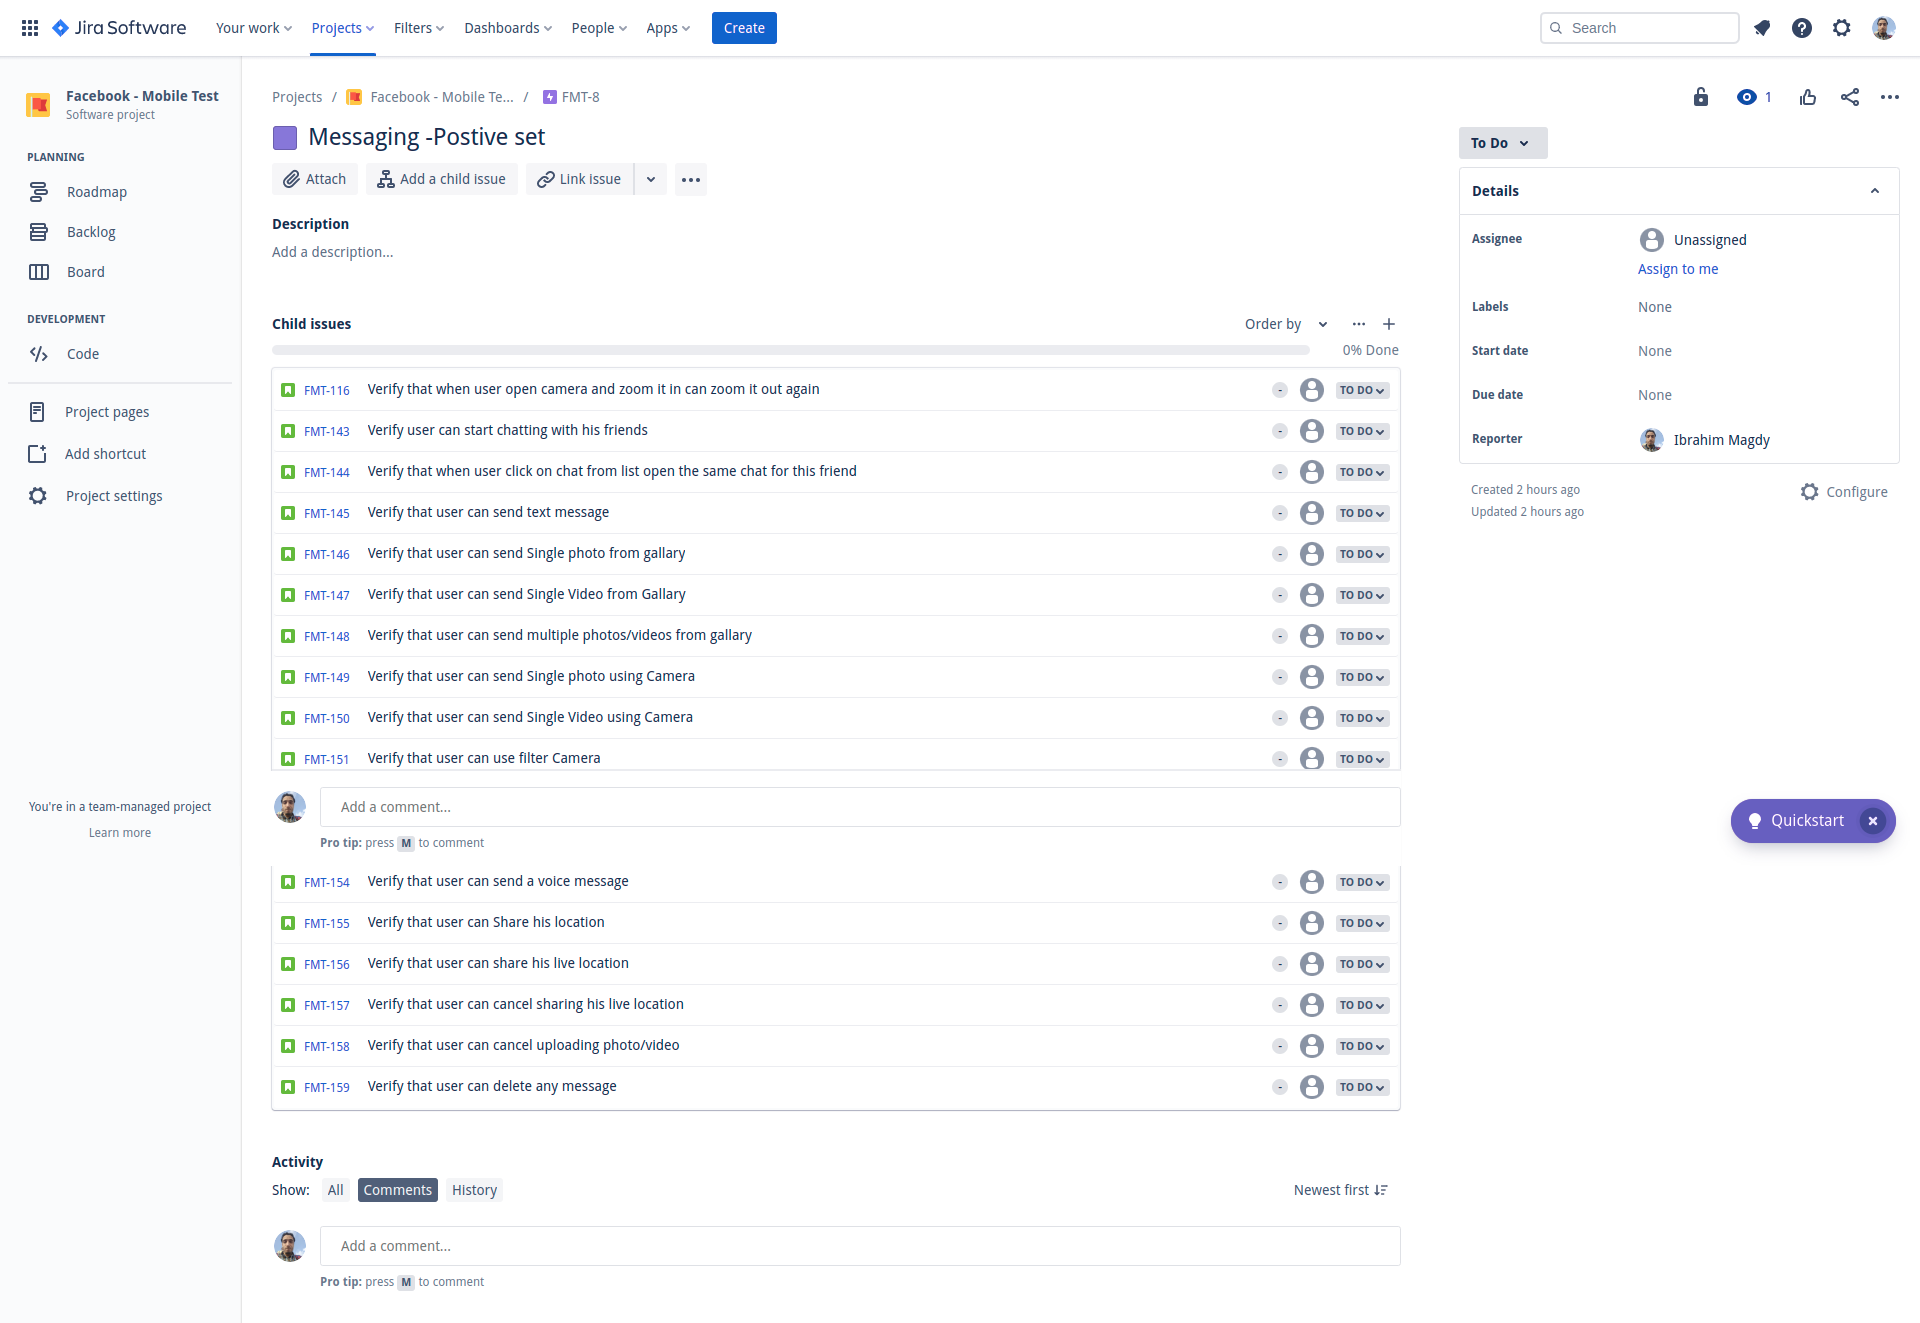 Jira Software
Your work
Projects
Filters
Dashboards
People
Apps
Create
Search
Facebook - Mobile Test
Software project
PLANNING
Roadmap
Backlog
Board
DEVELOPMENT
Code
Project pages
Add shortcut
Project settings
You're in a team-managed project
Learn more
Projects / Facebook - Mobile Te... / FMT-8
1
Messaging -Postive set
Attach
Add a child issue
Link issue
Description
Add a description...
Child issues
Order by
0% Done
FMT-116 Verify that when user open camera and zoom it in can zoom it out again - TO DO
FMT-143 Verify user can start chatting with his friends - TO DO
FMT-144 Verify that when user click on chat from list open the same chat for this friend - TO DO
FMT-145 Verify that user can send text message - TO DO
FMT-146 Verify that user can send Single photo from gallary - TO DO
FMT-147 Verify that user can send Single Video from Gallary - TO DO
FMT-148 Verify that user can send multiple photos/videos from gallary - TO DO
FMT-149 Verify that user can send Single photo using Camera - TO DO
FMT-150 Verify that user can send Single Video using Camera - TO DO
FMT-151 Verify that user can use filter Camera - TO DO
Add a comment...
Pro tip: press M to comment
FMT-154 Verify that user can send a voice message - TO DO
FMT-155 Verify that user can Share his location - TO DO
FMT-156 Verify that user can share his live location - TO DO
FMT-157 Verify that user can cancel sharing his live location - TO DO
FMT-158 Verify that user can cancel uploading photo/video - TO DO
FMT-159 Verify that user can delete any message - TO DO
Activity
Show: All Comments History
Newest first
Add a comment...
Pro tip: press M to comment
To Do
Details
Assignee Unassigned
Assign to me
Labels None
Start date None
Due date None
Reporter Ibrahim Magdy
Created 2 hours ago
Updated 2 hours ago
Configure
Quickstart